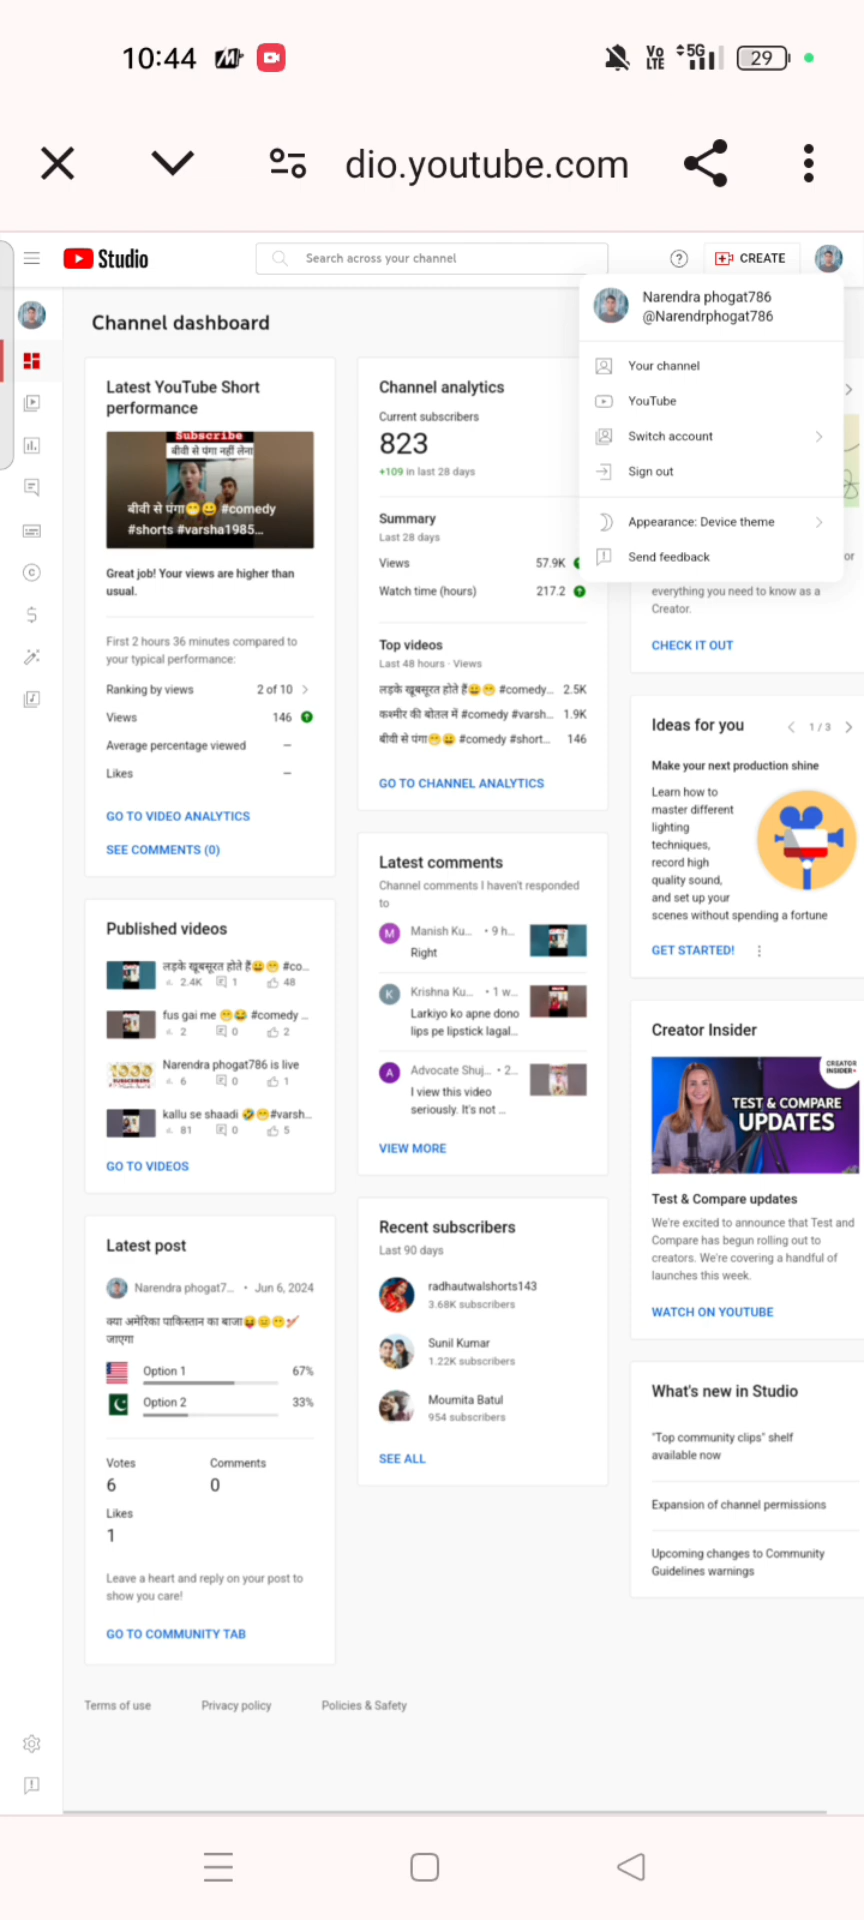 10:44
Vo
LTE
5G
29
dio.youtube.com
Studio
Search across your channel
CREATE
Narendra phogat786
@Narendrphogat786
Your channel
YouTube
Switch account
Sign out
Appearance: Device theme
Send feedback
Channel dashboard
Latest YouTube Short
performance
Subscribe
बीवी से पंगा नहीं लेना
बीवी से पंगा😁😀 #comedy
#shorts #varsha1985...
Great job! Your views are higher than
usual.
First 2 hours 36 minutes compared to
your typical performance:
Ranking by views 2 of 10
Views 146
Average percentage viewed –
Likes –
GO TO VIDEO ANALYTICS
SEE COMMENTS (0)
Published videos
लड़के खूबसूरत होते हैं😀😁 #co...
2.4K 1 48
fus gai me 😁😂 #comedy ...
2 0 2
Narendra phogat786 is live
6 0 1
kallu se shaadi 🤣😁#varsh...
81 0 5
GO TO VIDEOS
Latest post
Narendra phogat7... • Jun 6, 2024
क्या अमेरिका पाकिस्तान का बाजा😝😑😁🏏
जाएगा
Option 1 67%
Option 2 33%
Votes Comments
6 0
Likes
1
Leave a heart and reply on your post to
show you care!
GO TO COMMUNITY TAB
Channel analytics
Current subscribers
823
+109 in last 28 days
Summary
Last 28 days
Views 57.9K
Watch time (hours) 217.2
Top videos
Last 48 hours · Views
लड़के खूबसूरत होते हैं😀😁 #comedy... 2.5K
कश्मीर की बोतल में #comedy #varsh... 1.9K
बीवी से पंगा😁😀 #comedy #short... 146
GO TO CHANNEL ANALYTICS
Latest comments
Channel comments I haven't responded
to
M Manish Ku... • 9 h...
Right
K Krishna Ku... • 1 w...
Larkiyo ko apne dono
lips pe lipstick lagal...
A Advocate Shuj... • 2...
I view this video
seriously. It's not ...
VIEW MORE
Recent subscribers
Last 90 days
radhautwalshorts143
3.68K subscribers
Sunil Kumar
1.22K subscribers
Moumita Batul
954 subscribers
SEE ALL
or
everything you need to know as a
Creator.
CHECK IT OUT
Ideas for you 1 / 3
Make your next production shine
Learn how to
master different
lighting
techniques,
record high
quality sound,
and set up your
scenes without spending a fortune
GET STARTED!
Creator Insider
CREATOR
INSIDER
TEST & COMPARE
UPDATES
Test & Compare updates
We're excited to announce that Test and
Compare has begun rolling out to
creators. We're covering a handful of
launches this week.
WATCH ON YOUTUBE
What's new in Studio
"Top community clips" shelf
available now
Expansion of channel permissions
Upcoming changes to Community
Guidelines warnings
Terms of use Privacy policy Policies & Safety